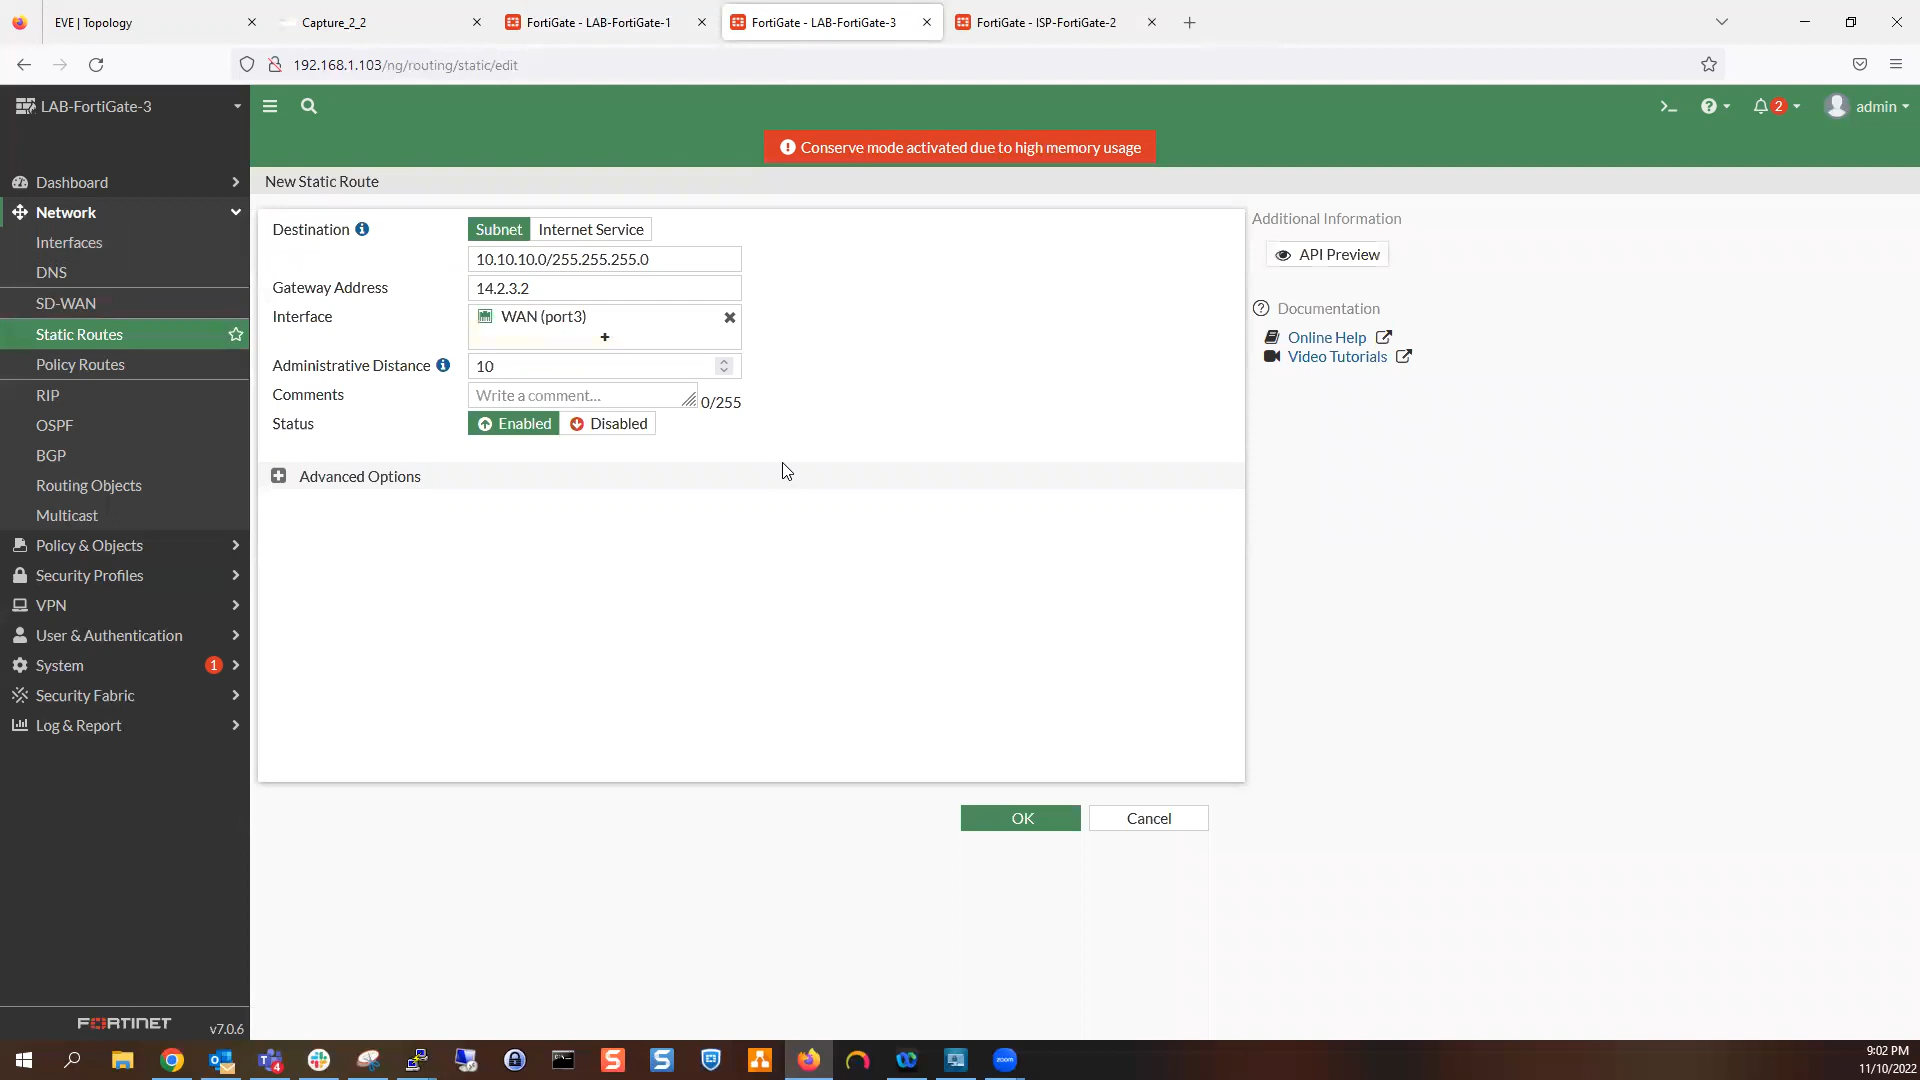 EVE | Topology
Capture_2_2
FortiGate - LAB-FortiGate-1
FortiGate - LAB-FortiGate-3
FortiGate - ISP-FortiGate-2
192.168.1.103/ng/routing/static/edit
LAB-FortiGate-3
2
admin
Conserve mode activated due to high memory usage
Dashboard
Network
Interfaces
DNS
SD-WAN
Static Routes
Policy Routes
RIP
OSPF
BGP
Routing Objects
Multicast
Policy & Objects
Security Profiles
VPN
User & Authentication
System 1
Security Fabric
Log & Report
FORTINET v7.0.6
New Static Route
Destination Subnet Internet Service
10.10.10.0/255.255.255.0
Gateway Address 14.2.3.2
Interface WAN (port3)
Administrative Distance 10
Comments Write a comment... 0/255
Status Enabled Disabled
Advanced Options
OK Cancel
Additional Information
API Preview
Documentation
Online Help
Video Tutorials
4
zoom
9:02 PM
11/10/2022